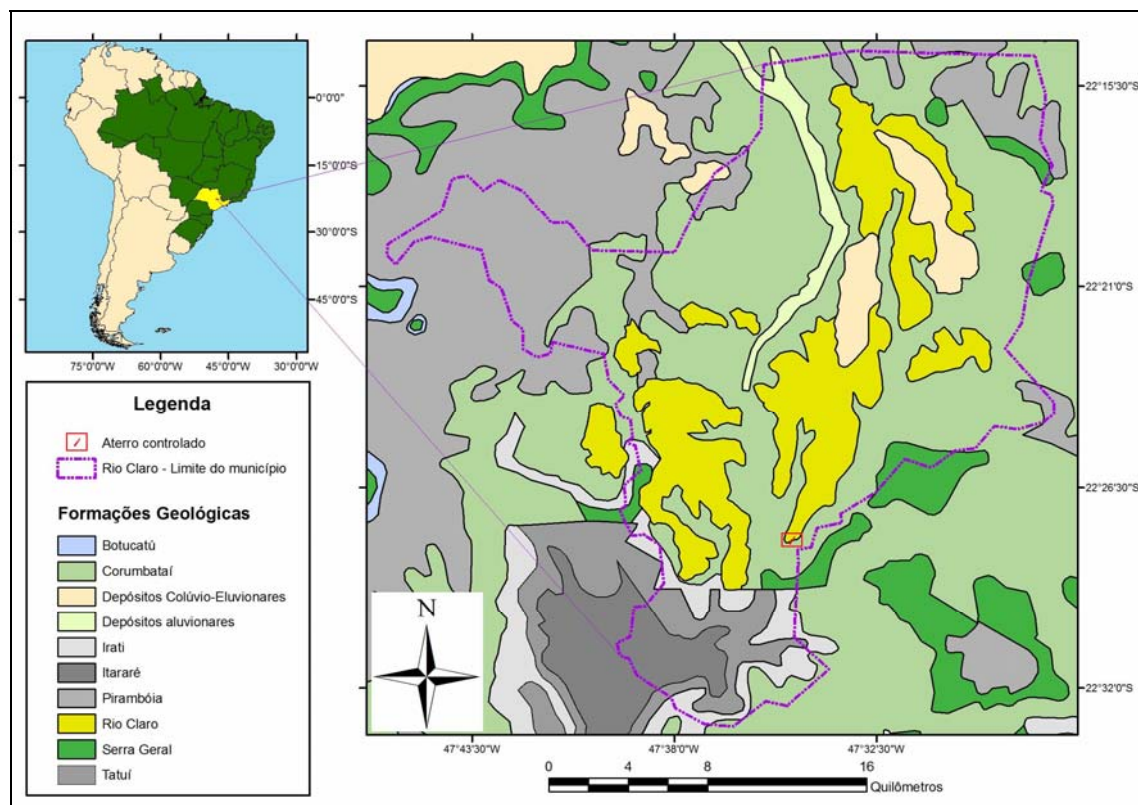 0°0'0"
15°0'0"S
30°0'0"S
45°0'0"S
75°0'0"W 60°0'0"W 45°0'0"W 30°0'0"W
Legenda
Aterro controlado
Rio Claro - Limite do município
Formações Geológicas
Botucatú
Corumbataí
Depósitos Colúvio-Eluvionares
Depósitos aluvionares
Irati
Itararé
Pirambóia
Rio Claro
Serra Geral
Tatuí
N
22°15'30"S
22°21'0"S
22°26'30"S
22°32'0"S
47°43'30"W 47°38'0"W 47°32'30"W
0 4 8 16
Quilômetros